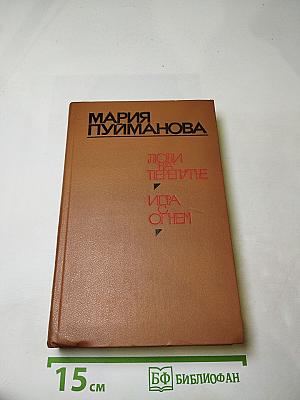 МАРИЯ
ПУЙМАНОВА
ЛЮДИ
НА
ПЕРЕПУТЬЕ
ИГРА
С
ОГНЕМ
15 см
БФ БИБЛИОФАН